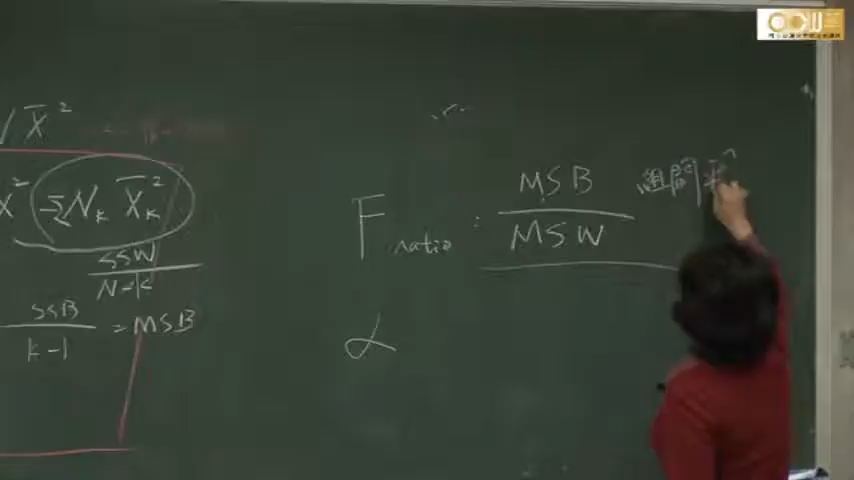 √ X̄²
X² ΣNₖ X̄ₖ²
SSW
N-k
SSB
k-1
= MSB
F ratio : MSB
MSW
組間
α